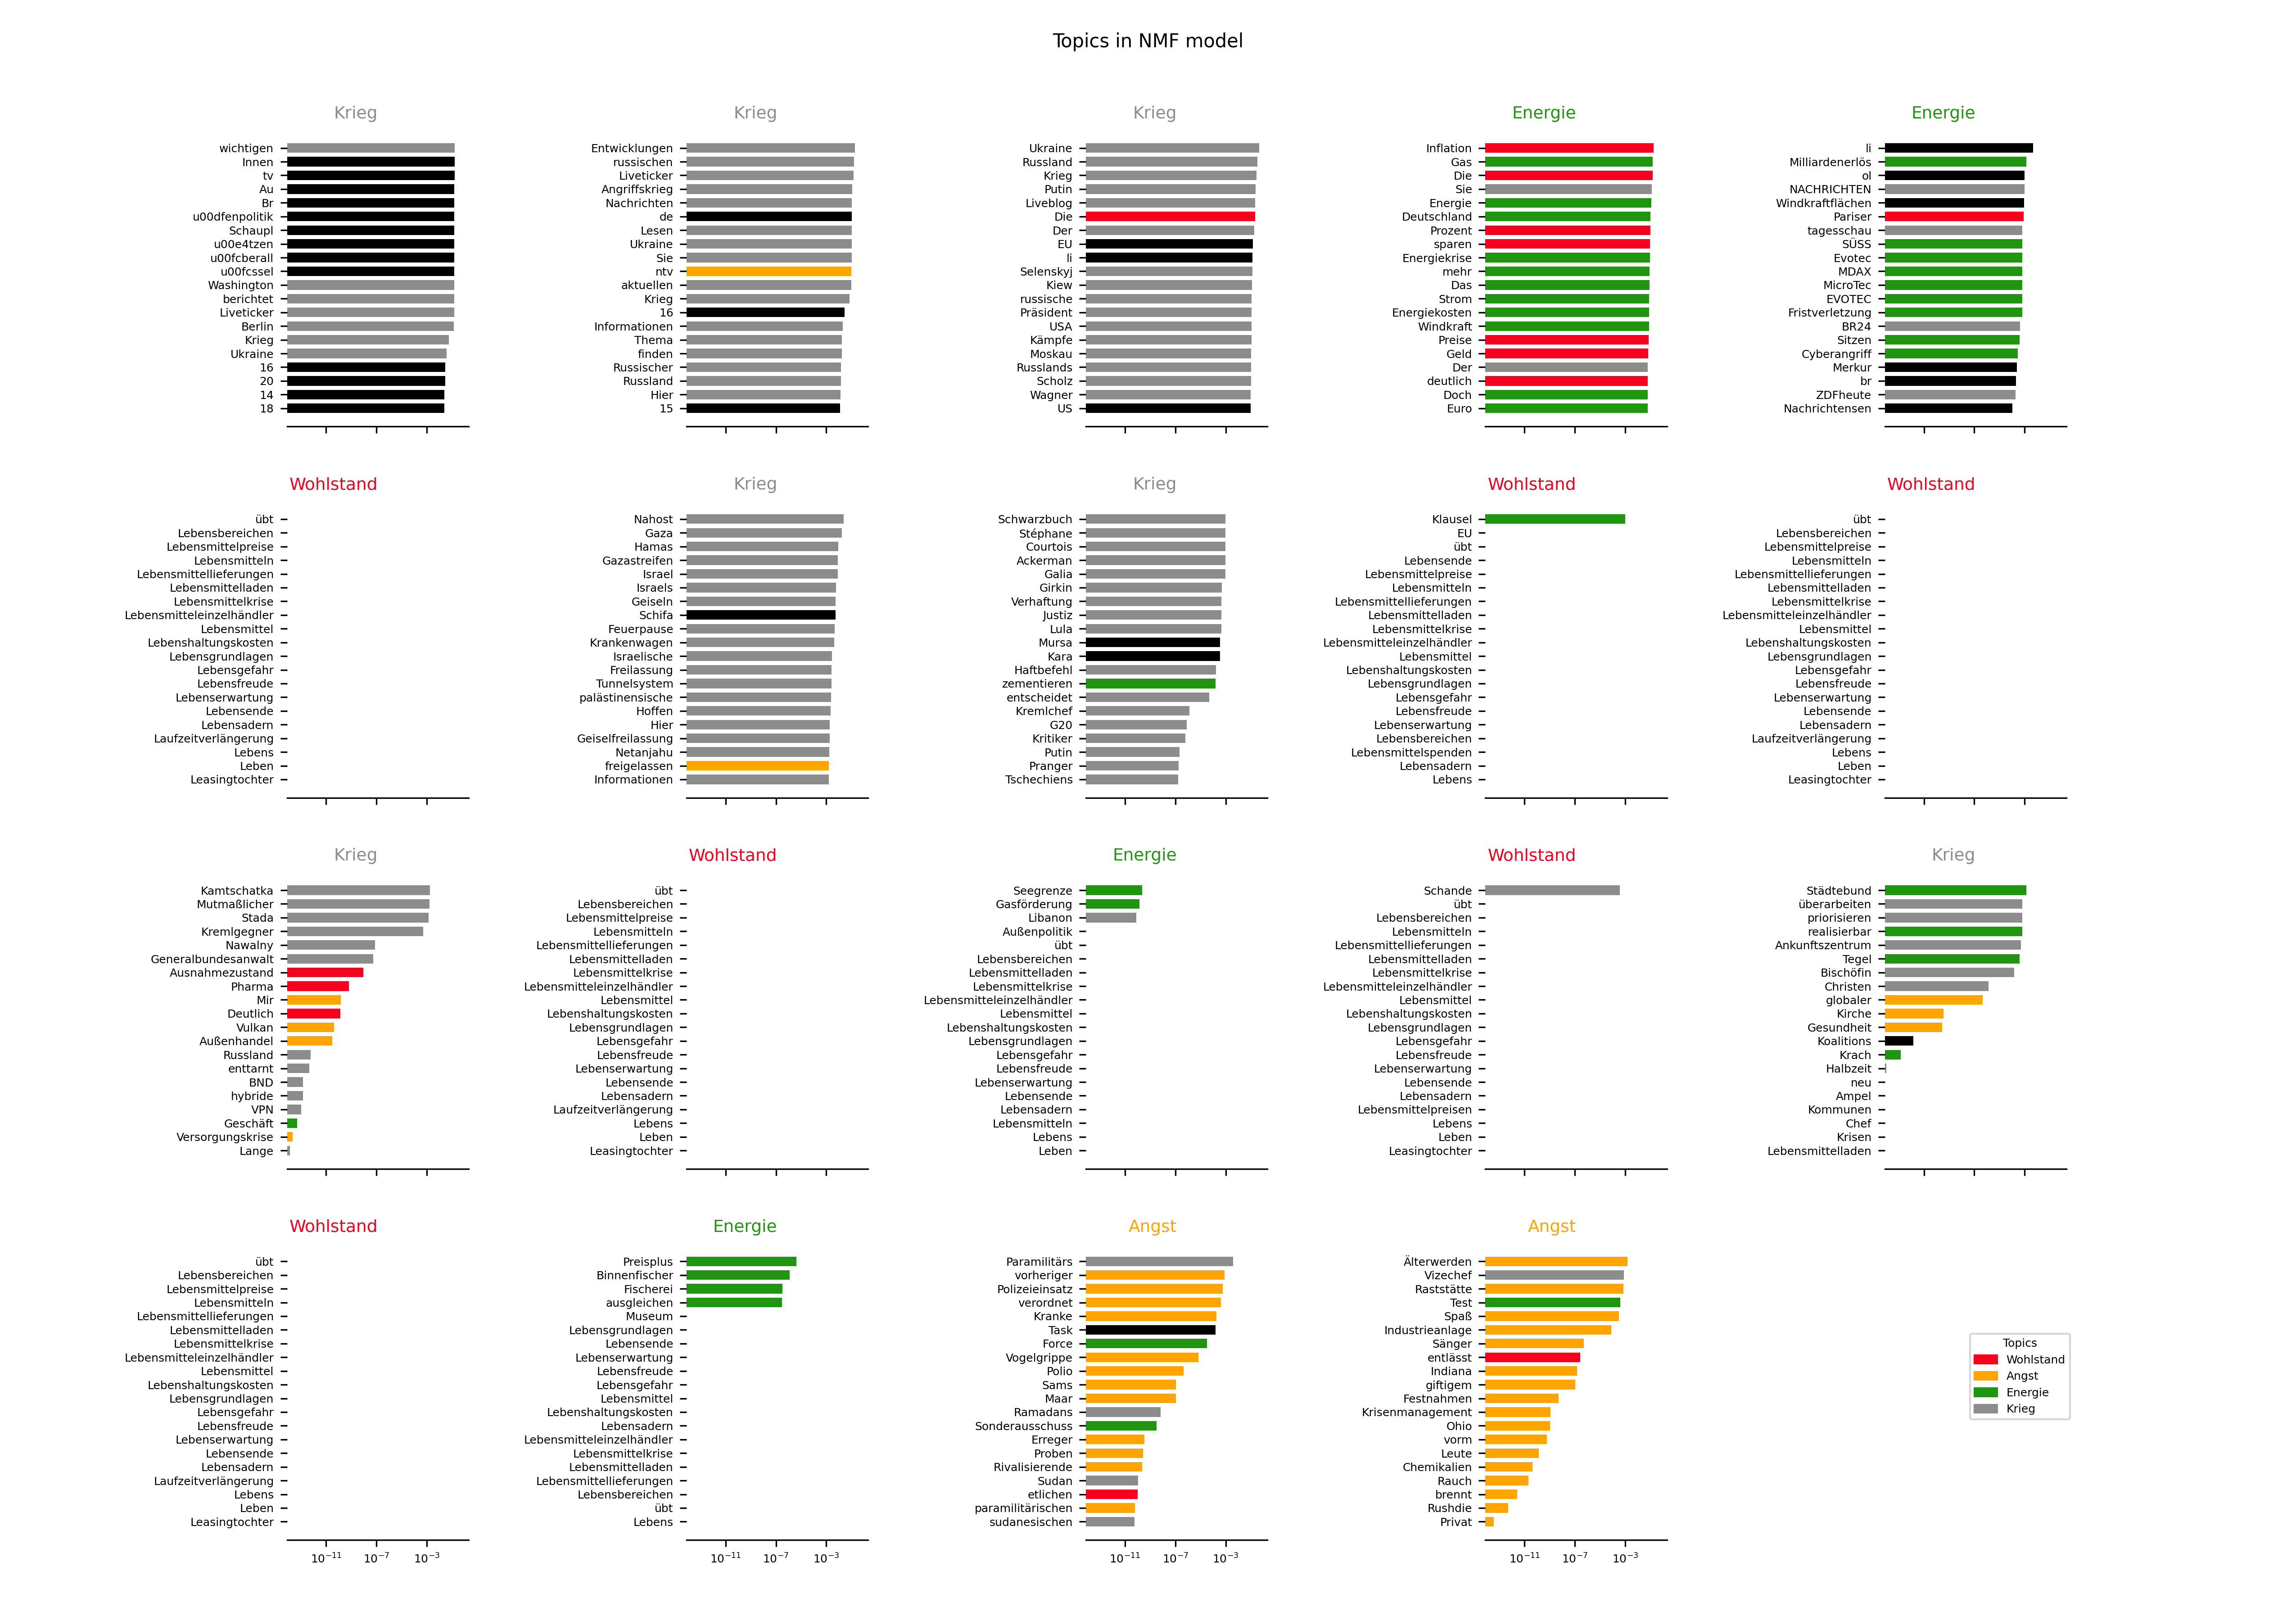 Topics in NMF model
Krieg
wichtigen
Innen
tv
Au
Br
u00dfenpolitik
Schaupl
u00e4tzen
u00fcberall
u00fcssel
Washington
berichtet
Liveticker
Berlin
Krieg
Ukraine
16
20
14
18
Krieg
Entwicklungen
russischen
Liveticker
Angriffskrieg
Nachrichten
de
Lesen
Ukraine
Sie
ntv
aktuellen
Krieg
16
Informationen
Thema
finden
Russischer
Russland
Hier
15
Krieg
Ukraine
Russland
Krieg
Putin
Liveblog
Die
Der
EU
li
Selenskyj
Kiew
russische
Präsident
USA
Kämpfe
Moskau
Russlands
Scholz
Wagner
US
Energie
Inflation
Gas
Die
Sie
Energie
Deutschland
Prozent
sparen
Energiekrise
mehr
Das
Strom
Energiekosten
Windkraft
Preise
Geld
Der
deutlich
Doch
Euro
Energie
li
Milliardenerlös
ol
NACHRICHTEN
Windkraftflächen
Pariser
tagesschau
SÜSS
Evotec
MDAX
MicroTec
EVOTEC
Fristverletzung
BR24
Sitzen
Cyberangriff
Merkur
br
ZDFheute
Nachrichtensen
Wohlstand
übt
Lebensbereichen
Lebensmittelpreise
Lebensmitteln
Lebensmittellieferungen
Lebensmittelladen
Lebensmittelkrise
Lebensmitteleinzelhändler
Lebensmittel
Lebenshaltungskosten
Lebensgrundlagen
Lebensgefahr
Lebensfreude
Lebenserwartung
Lebensende
Lebensadern
Laufzeitverlängerung
Lebens
Leben
Leasingtochter
Krieg
Nahost
Gaza
Hamas
Gazastreifen
Israel
Israels
Geiseln
Schifa
Feuerpause
Krankenwagen
Israelische
Freilassung
Tunnelsystem
palästinensische
Hoffen
Hier
Geiselfreilassung
Netanjahu
freigelassen
Informationen
Krieg
Schwarzbuch
Stéphane
Courtois
Ackerman
Galia
Girkin
Verhaftung
Justiz
Lula
Mursa
Kara
Haftbefehl
zementieren
entscheidet
Kremlchef
G20
Kritiker
Putin
Pranger
Tschechiens
Wohlstand
Klausel
EU
übt
Lebensende
Lebensmittelpreise
Lebensmitteln
Lebensmittellieferungen
Lebensmittelladen
Lebensmittelkrise
Lebensmitteleinzelhändler
Lebensmittel
Lebenshaltungskosten
Lebensgrundlagen
Lebensgefahr
Lebensfreude
Lebenserwartung
Lebensbereichen
Lebensmittelspenden
Lebensadern
Lebens
Wohlstand
übt
Lebensbereichen
Lebensmittelpreise
Lebensmitteln
Lebensmittellieferungen
Lebensmittelladen
Lebensmittelkrise
Lebensmitteleinzelhändler
Lebensmittel
Lebenshaltungskosten
Lebensgrundlagen
Lebensgefahr
Lebensfreude
Lebenserwartung
Lebensende
Lebensadern
Laufzeitverlängerung
Lebens
Leben
Leasingtochter
Krieg
Kamtschatka
Mutmaßlicher
Stada
Kremlgegner
Nawalny
Generalbundesanwalt
Ausnahmezustand
Pharma
Mir
Deutlich
Vulkan
Außenhandel
Russland
enttarnt
BND
hybride
VPN
Geschäft
Versorgungskrise
Lange
Wohlstand
übt
Lebensbereichen
Lebensmittelpreise
Lebensmitteln
Lebensmittellieferungen
Lebensmittelladen
Lebensmittelkrise
Lebensmitteleinzelhändler
Lebensmittel
Lebenshaltungskosten
Lebensgrundlagen
Lebensgefahr
Lebensfreude
Lebenserwartung
Lebensende
Lebensadern
Laufzeitverlängerung
Lebens
Leben
Leasingtochter
Energie
Seegrenze
Gasförderung
Libanon
Außenpolitik
übt
Lebensbereichen
Lebensmittelladen
Lebensmittelkrise
Lebensmitteleinzelhändler
Lebensmittel
Lebenshaltungskosten
Lebensgrundlagen
Lebensgefahr
Lebensfreude
Lebenserwartung
Lebensende
Lebensadern
Lebensmitteln
Lebens
Leben
Wohlstand
Schande
übt
Lebensbereichen
Lebensmitteln
Lebensmittellieferungen
Lebensmittelladen
Lebensmittelkrise
Lebensmitteleinzelhändler
Lebensmittel
Lebenshaltungskosten
Lebensgrundlagen
Lebensgefahr
Lebensfreude
Lebenserwartung
Lebensende
Lebensadern
Lebensmittelpreisen
Lebens
Leben
Leasingtochter
Krieg
Städtebund
überarbeiten
priorisieren
realisierbar
Ankunftszentrum
Tegel
Bischöfin
Christen
globaler
Kirche
Gesundheit
Koalitions
Krach
Halbzeit
neu
Ampel
Kommunen
Chef
Krisen
Lebensmittelladen
Wohlstand
übt
Lebensbereichen
Lebensmittelpreise
Lebensmitteln
Lebensmittellieferungen
Lebensmittelladen
Lebensmittelkrise
Lebensmitteleinzelhändler
Lebensmittel
Lebenshaltungskosten
Lebensgrundlagen
Lebensgefahr
Lebensfreude
Lebenserwartung
Lebensende
Lebensadern
Laufzeitverlängerung
Lebens
Leben
Leasingtochter
10⁻¹¹ 10⁻⁷ 10⁻³
Energie
Preisplus
Binnenfischer
Fischerei
ausgleichen
Museum
Lebensgrundlagen
Lebensende
Lebenserwartung
Lebensfreude
Lebensgefahr
Lebensmittel
Lebenshaltungskosten
Lebensadern
Lebensmitteleinzelhändler
Lebensmittelkrise
Lebensmittelladen
Lebensmittellieferungen
Lebensbereichen
übt
Lebens
10⁻¹¹ 10⁻⁷ 10⁻³
Angst
Paramilitärs
vorheriger
Polizeieinsatz
verordnet
Kranke
Task
Force
Vogelgrippe
Polio
Sams
Maar
Ramadans
Sonderausschuss
Erreger
Proben
Rivalisierende
Sudan
etlichen
paramilitärischen
sudanesischen
10⁻¹¹ 10⁻⁷ 10⁻³
Angst
Älterwerden
Vizechef
Raststätte
Test
Spaß
Industrieanlage
Sänger
entlässt
Indiana
giftigem
Festnahmen
Krisenmanagement
Ohio
vorm
Leute
Chemikalien
Rauch
brennt
Rushdie
Privat
10⁻¹¹ 10⁻⁷ 10⁻³
Topics
Wohlstand
Angst
Energie
Krieg